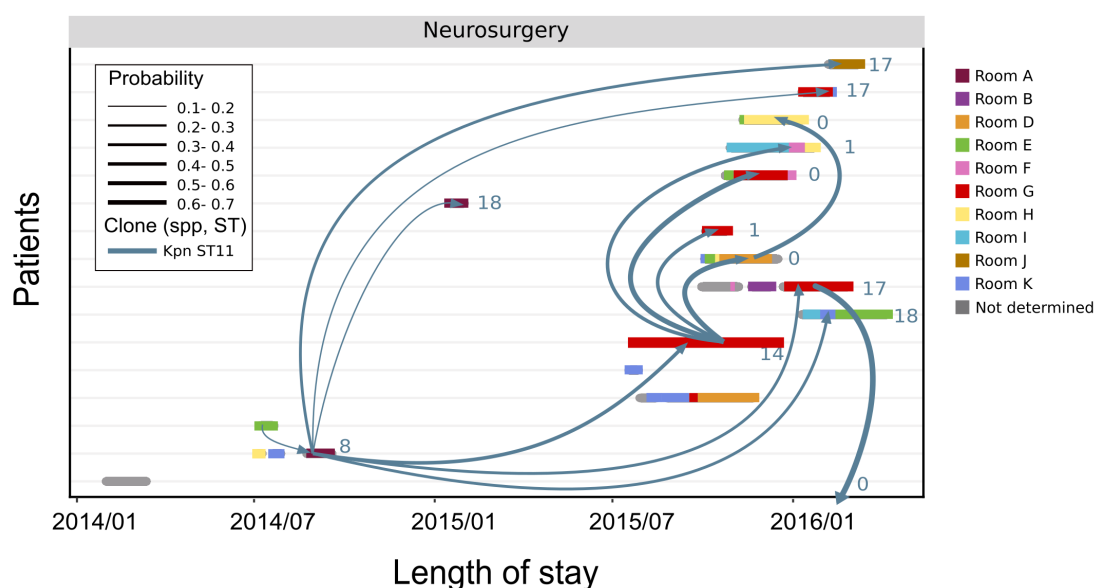 Neurosurgery
Probability
0.1- 0.2
0.2- 0.3
0.3- 0.4
0.4- 0.5
0.5- 0.6
0.6- 0.7
Clone (spp, ST)
Kpn ST11
Patients
17
17
0
1
0
18
1
0
17
18
14
8
0
2014/01 2014/07 2015/01 2015/07 2016/01
Length of stay
Room A
Room B
Room D
Room E
Room F
Room G
Room H
Room I
Room J
Room K
Not determined